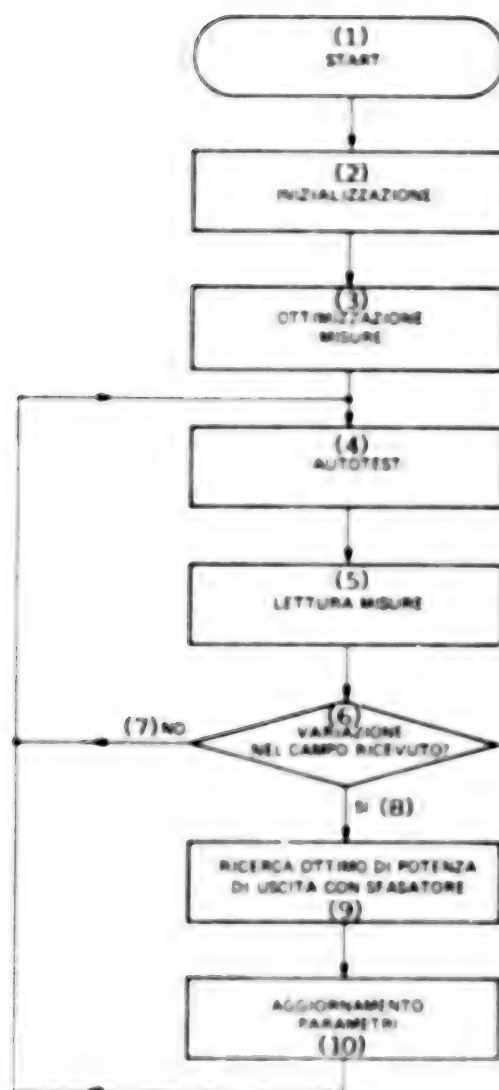 (1)
START
(2)
INIZIALIZZAZIONE
(3)
OTTIMIZZAZIONE
MISURE
(4)
AUTOTEST
(5)
LETTURA MISURE
(6)
VARIAZIONE
NEL CAMPO RICEVUTO?
(7) NO
SI (8)
RICERCA OTTIMO DI POTENZA
DI USCITA CON SFASATORE
(9)
AGGIORNAMENTO
PARAMETRI
(10)